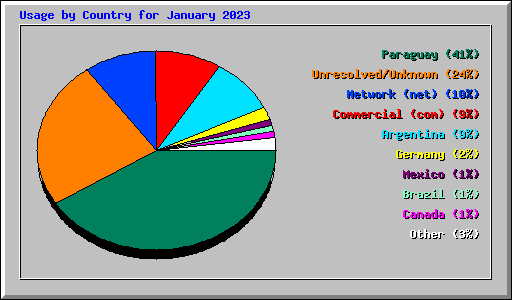 Usage by Country for January 2023
Paraguay (41%)
Unresolved/Unknown (24%)
Network (net) (10%)
Commercial (com) (9%)
Argentina (9%)
Germany (2%)
Mexico (1%)
Brazil (1%)
Canada (1%)
Other (3%)